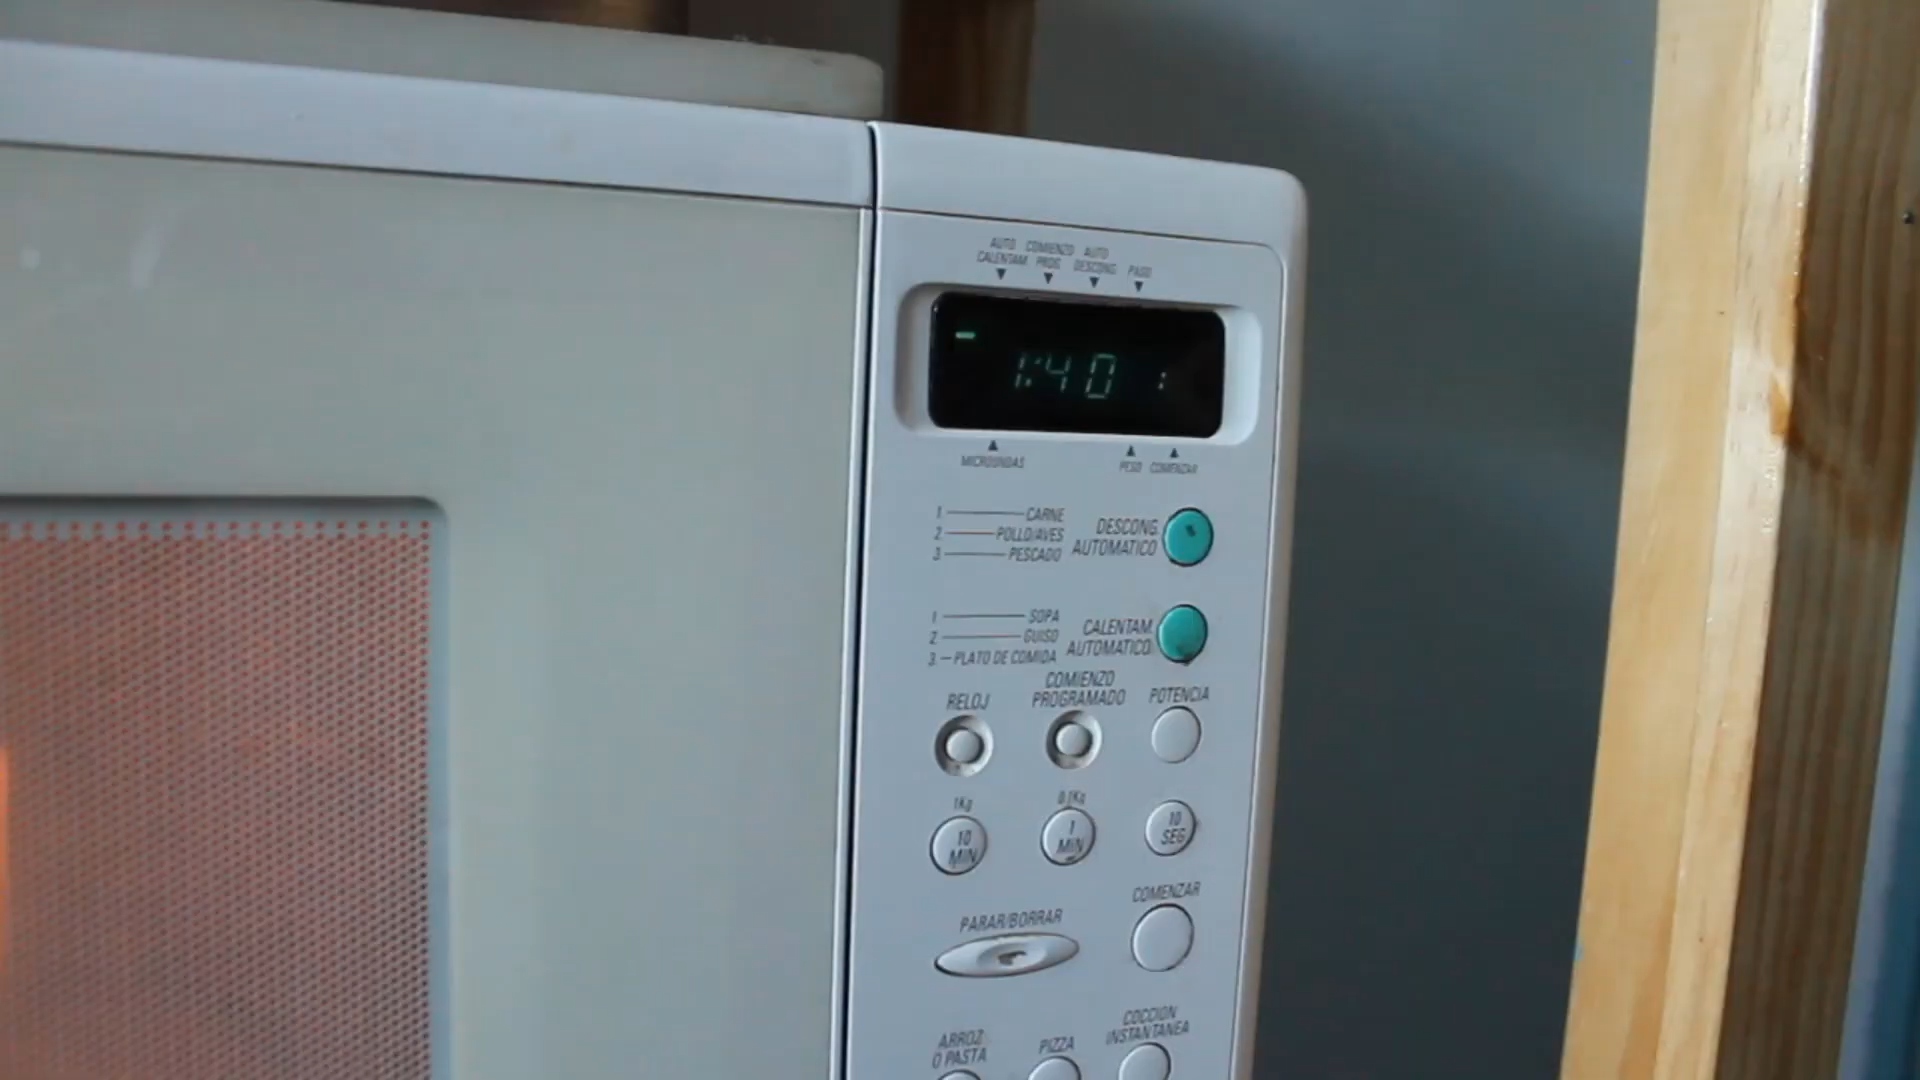 AUTO COMIENZO AUTO
CALENTAM. PROG. DESCONG. PASO
1:40
MICROONDAS PESO COMENZAR
1. CARNE
2. POLLO/AVES
3. PESCADO
DESCONG.
AUTOMATICO
1. SOPA
2. GUISO
3. PLATO DE COMIDA
CALENTAM.
AUTOMATICO
RELOJ
COMIENZO
PROGRAMADO
POTENCIA
1Kg
10
MIN
0.1Kg
1
MIN
10
SEG
PARAR/BORRAR
COMENZAR
ARROZ
O PASTA
PIZZA
COCCION
INSTANTANEA